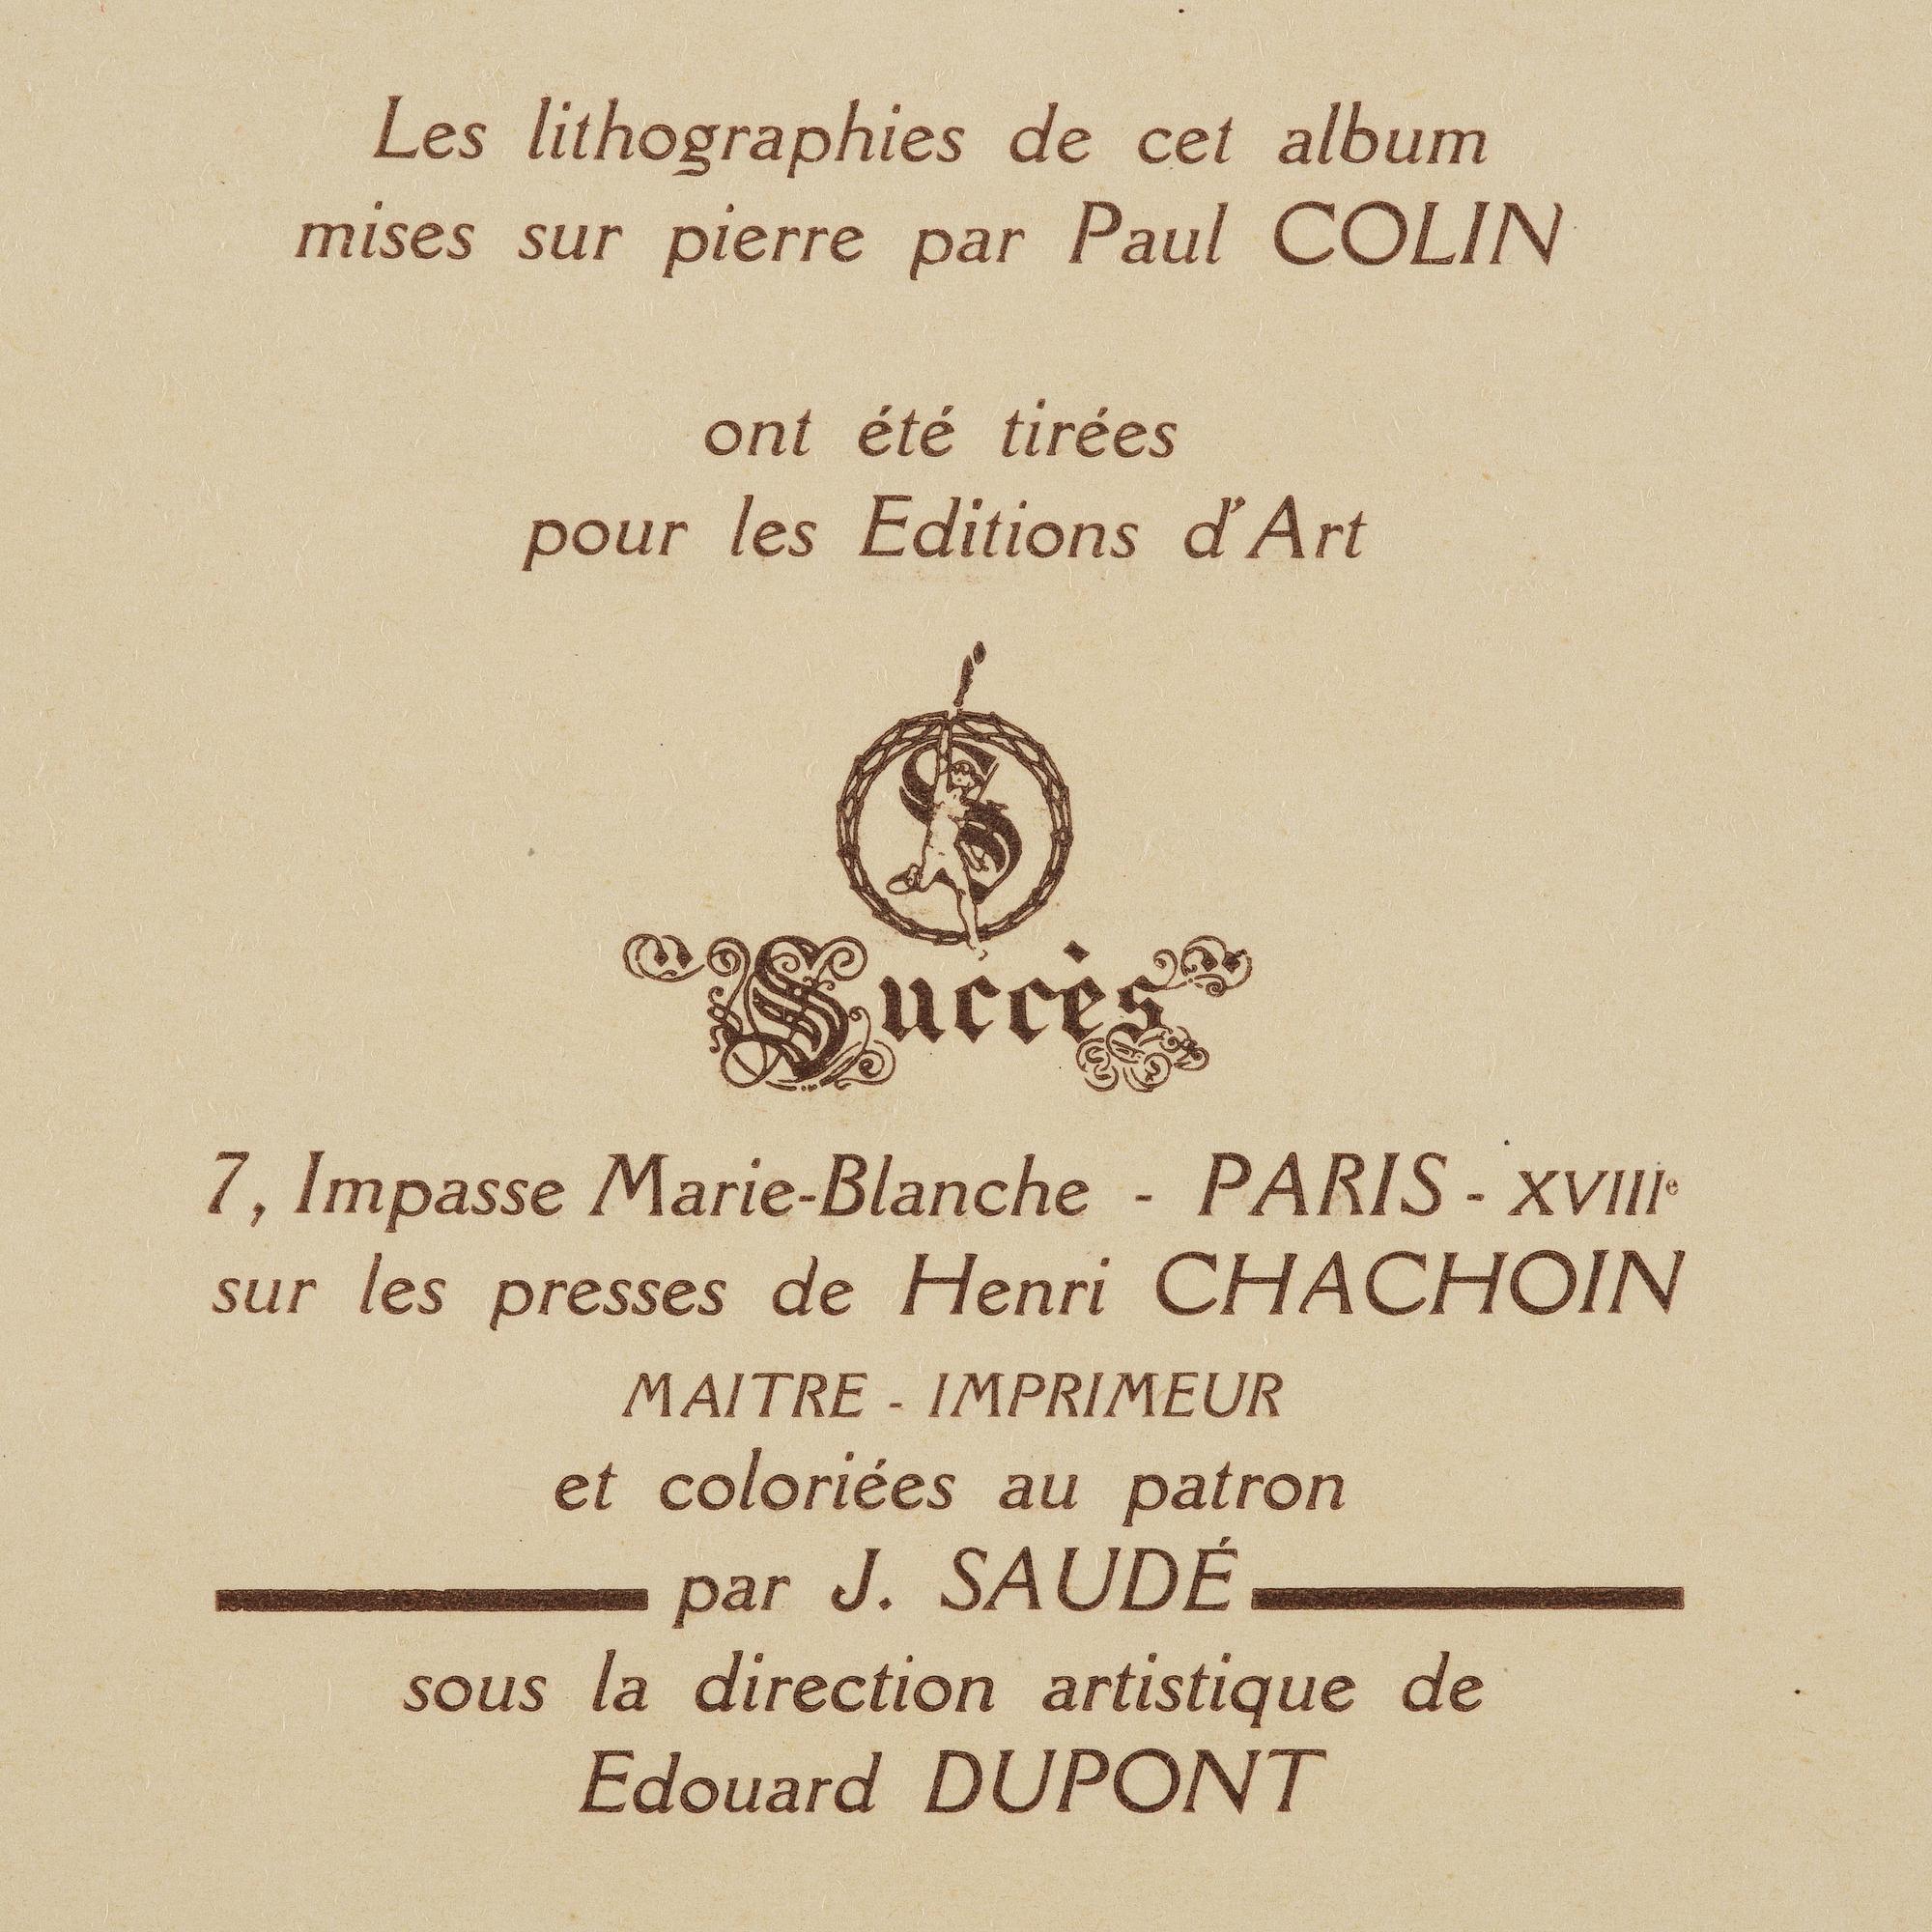 Les lithographies de cet album
mises sur pierre par Paul COLIN
ont été tirées
pour les Editions d'Art
S
Succès
7, Impasse Marie-Blanche - PARIS - XVIIIe
sur les presses de Henri CHACHOIN
MAITRE - IMPRIMEUR
et coloriées au patron
par J. SAUDÉ
sous la direction artistique de
Edouard DUPONT